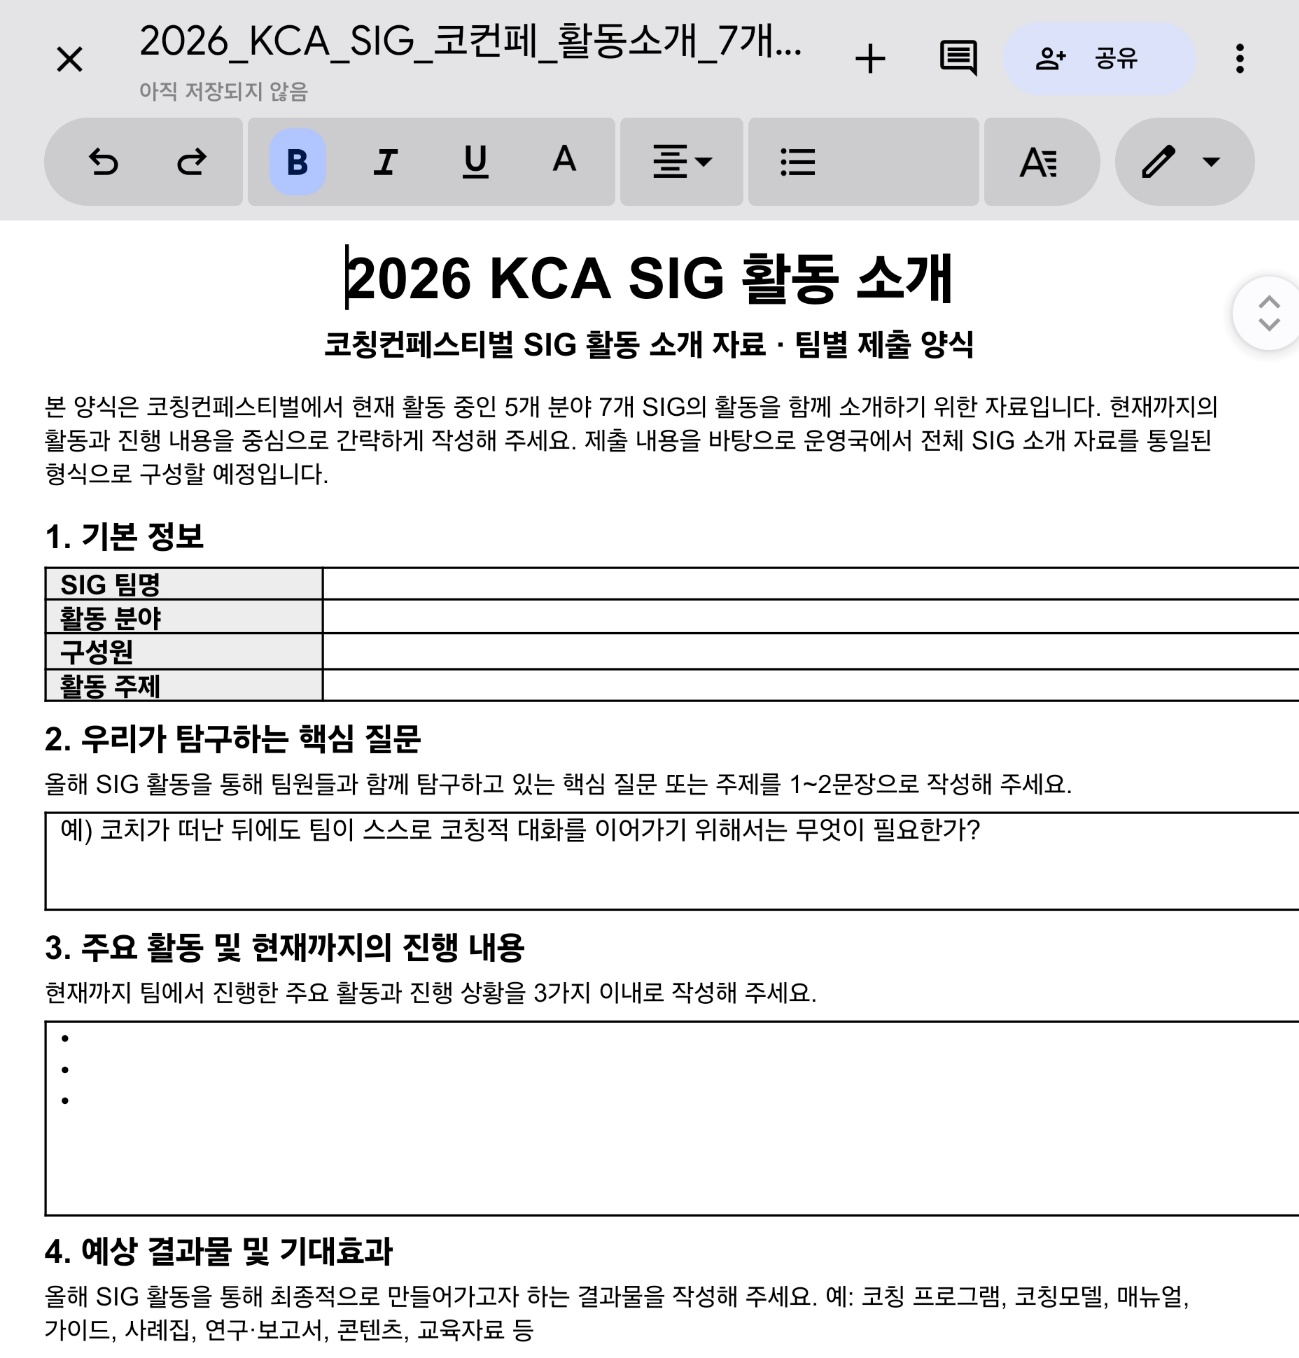 2026_KCA_SIG_코컨페_활동소개_7개...
아직 저장되지 않음
공유
B I U A
2026 KCA SIG 활동 소개
코칭컨페스티벌 SIG 활동 소개 자료 · 팀별 제출 양식
본 양식은 코칭컨페스티벌에서 현재 활동 중인 5개 분야 7개 SIG의 활동을 함께 소개하기 위한 자료입니다. 현재까지의
활동과 진행 내용을 중심으로 간략하게 작성해 주세요. 제출 내용을 바탕으로 운영국에서 전체 SIG 소개 자료를 통일된
형식으로 구성할 예정입니다.
1. 기본 정보
SIG 팀명
활동 분야
구성원
활동 주제
2. 우리가 탐구하는 핵심 질문
올해 SIG 활동을 통해 팀원들과 함께 탐구하고 있는 핵심 질문 또는 주제를 1~2문장으로 작성해 주세요.
예) 코치가 떠난 뒤에도 팀이 스스로 코칭적 대화를 이어가기 위해서는 무엇이 필요한가?
3. 주요 활동 및 현재까지의 진행 내용
현재까지 팀에서 진행한 주요 활동과 진행 상황을 3가지 이내로 작성해 주세요.
•
•
•
4. 예상 결과물 및 기대효과
올해 SIG 활동을 통해 최종적으로 만들어가고자 하는 결과물을 작성해 주세요. 예: 코칭 프로그램, 코칭모델, 매뉴얼,
가이드, 사례집, 연구·보고서, 콘텐츠, 교육자료 등